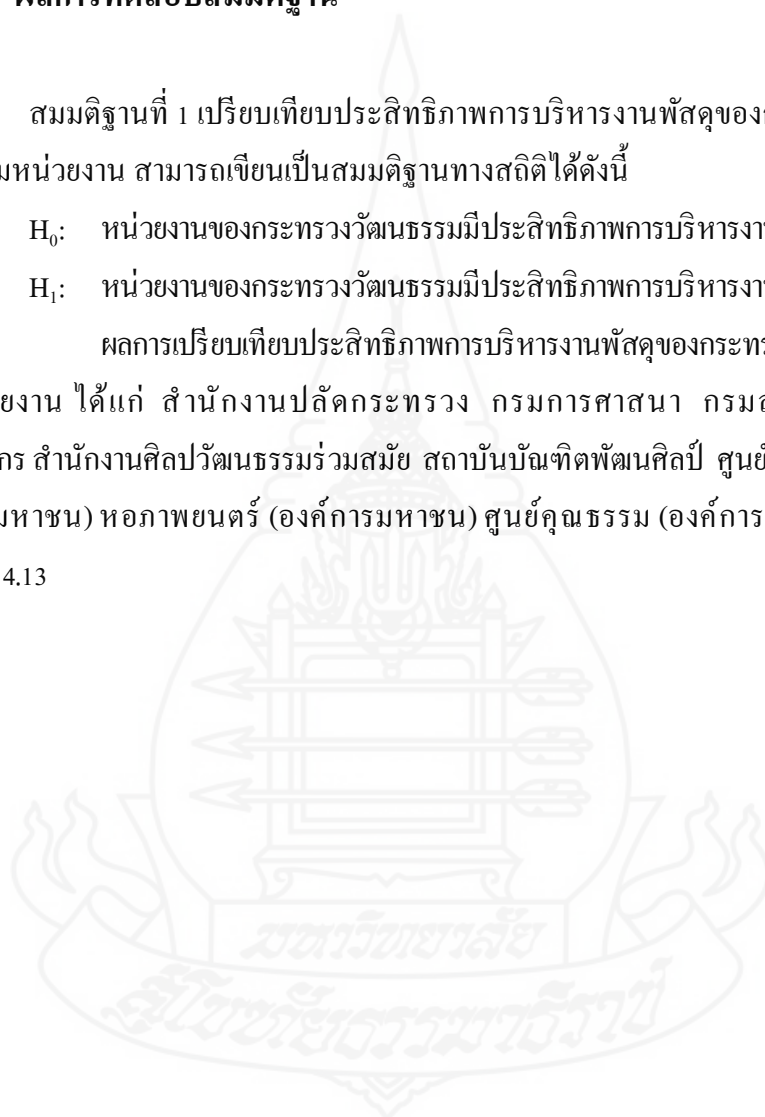 สมมติฐานที่ 1 เปรียบเทียบประสิทธิภาพการบริหารงานพัสดุของ
มหน่วยงาน สามารถเขียนเป็นสมมติฐานทางสถิติได้ดังนี้
H₀: หน่วยงานของกระทรวงวัฒนธรรมมีประสิทธิภาพการบริหารงา
H₁: หน่วยงานของกระทรวงวัฒนธรรมมีประสิทธิภาพการบริหารงา
ผลการเปรียบเทียบประสิทธิภาพการบริหารงานพัสดุของกระทร
ยงาน ได้แก่ สำนักงานปลัดกระทรวง กรมการศาสนา กรมส
กร สำนักงานศิลปวัฒนธรรมร่วมสมัย สถาบันบัณฑิตพัฒนศิลป์ ศูนย์
มหาชน) หอภาพยนตร์ (องค์การมหาชน) ศูนย์คุณธรรม (องค์การ
4.13
มหาวิทยาลัย
สุโขทัยธรรมาธิราช